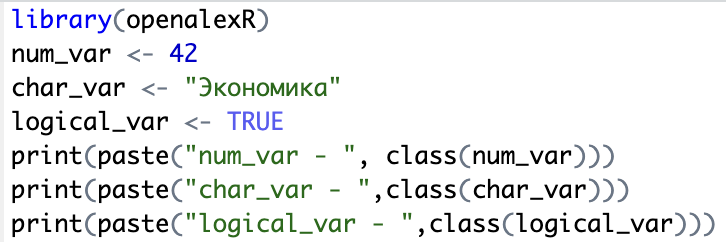 library(openalexR)
num_var <- 42
char_var <- "Экономика"
logical_var <- TRUE
print(paste("num_var - ", class(num_var)))
print(paste("char_var - ",class(char_var)))
print(paste("logical_var - ",class(logical_var)))